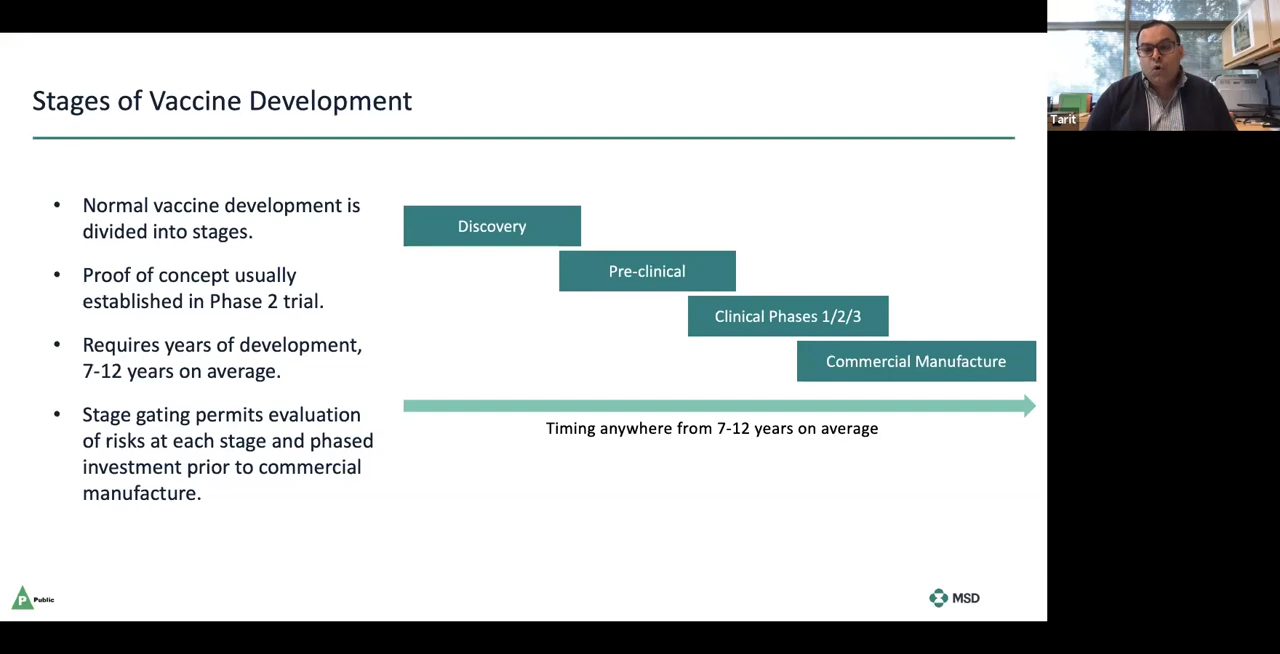 Stages of Vaccine Development
Tarit
• Normal vaccine development is
divided into stages.
• Proof of concept usually
established in Phase 2 trial.
• Requires years of development,
7-12 years on average.
• Stage gating permits evaluation
of risks at each stage and phased
investment prior to commercial
manufacture.
Discovery
Pre-clinical
Clinical Phases 1/2/3
Commercial Manufacture
Timing anywhere from 7-12 years on average
P Public
MSD